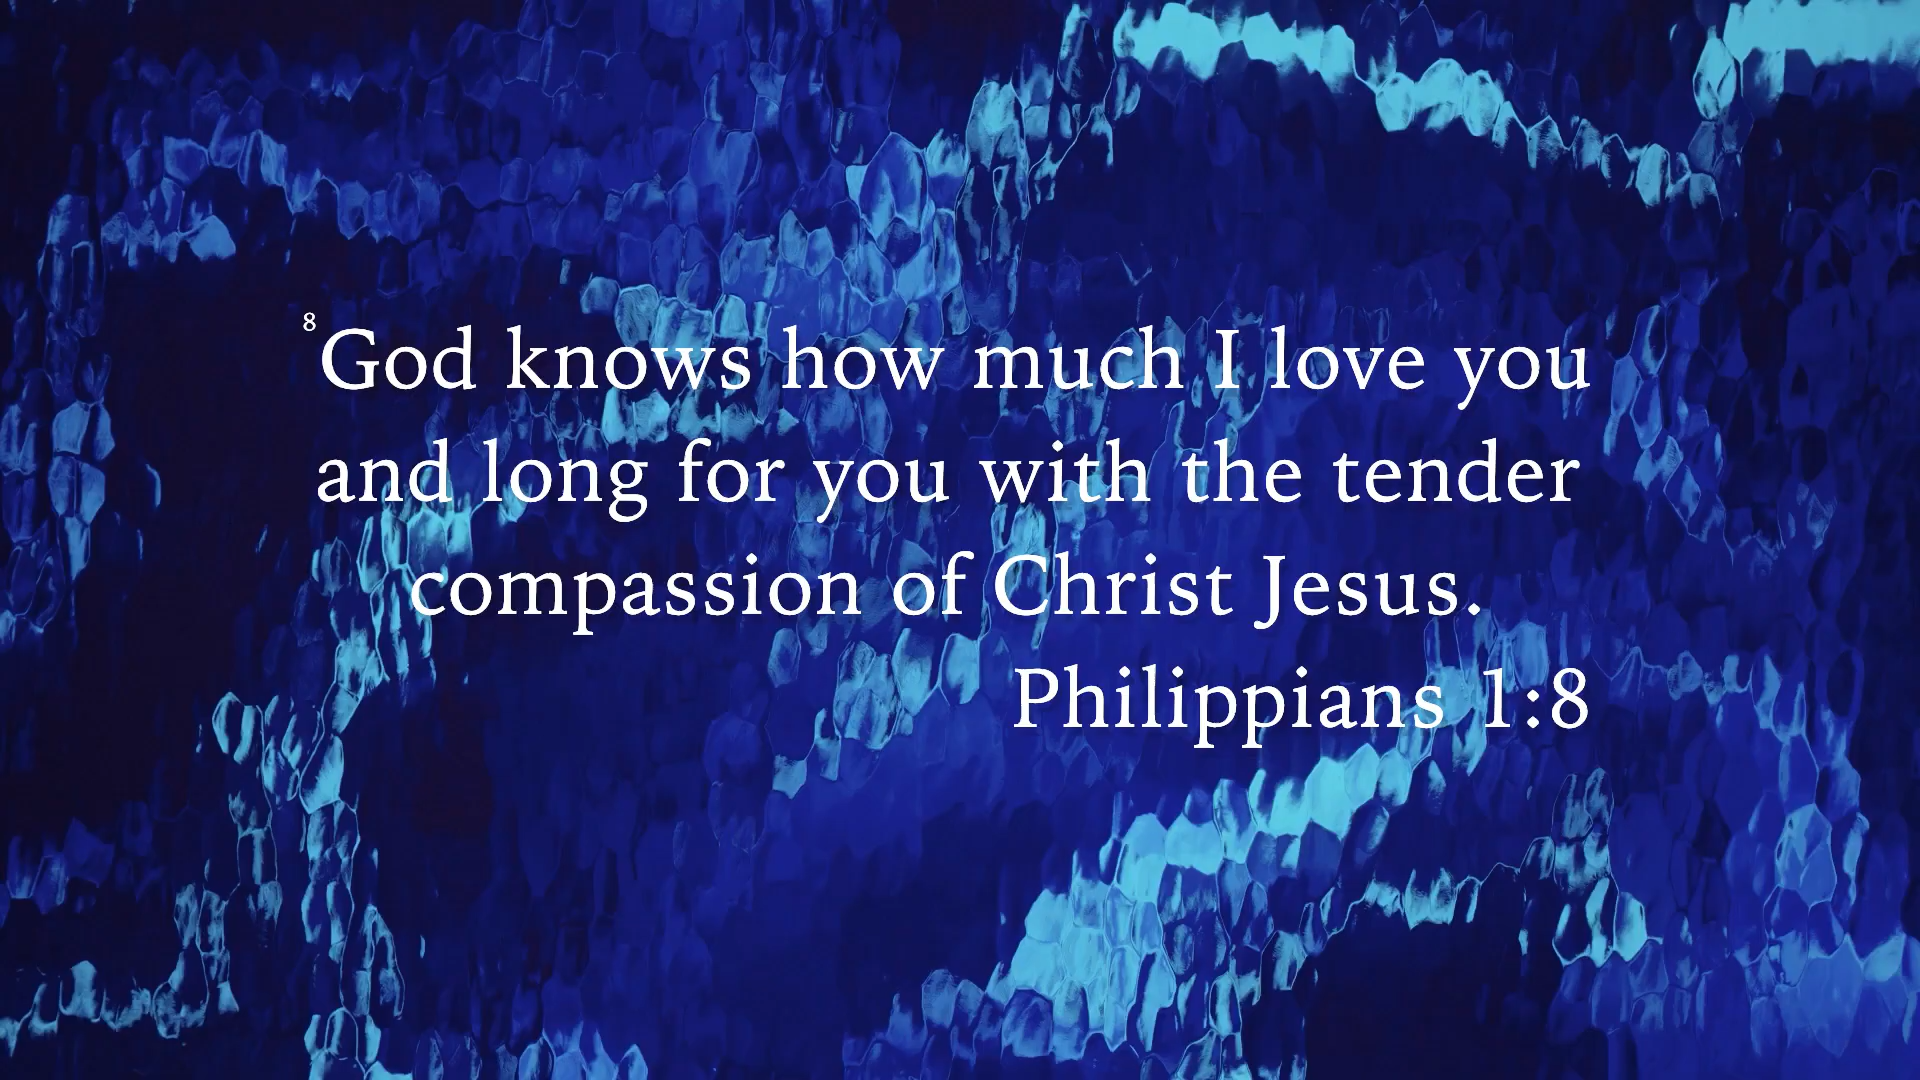 ⁸God knows how much I love you
and long for you with the tender
compassion of Christ Jesus.
Philippians 1:8